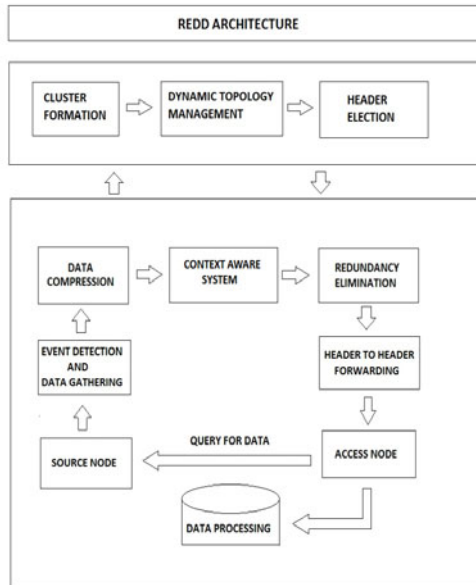 REDD ARCHITECTURE
CLUSTER
FORMATION
DYNAMIC TOPOLOGY
MANAGEMENT
HEADER
ELECTION
DATA
COMPRESSION
CONTEXT AWARE
SYSTEM
REDUNDANCY
ELIMINATION
EVENT DETECTION
AND
DATA GATHERING
HEADER TO HEADER
FORWARDING
QUERY FOR DATA
SOURCE NODE
ACCESS NODE
DATA PROCESSING